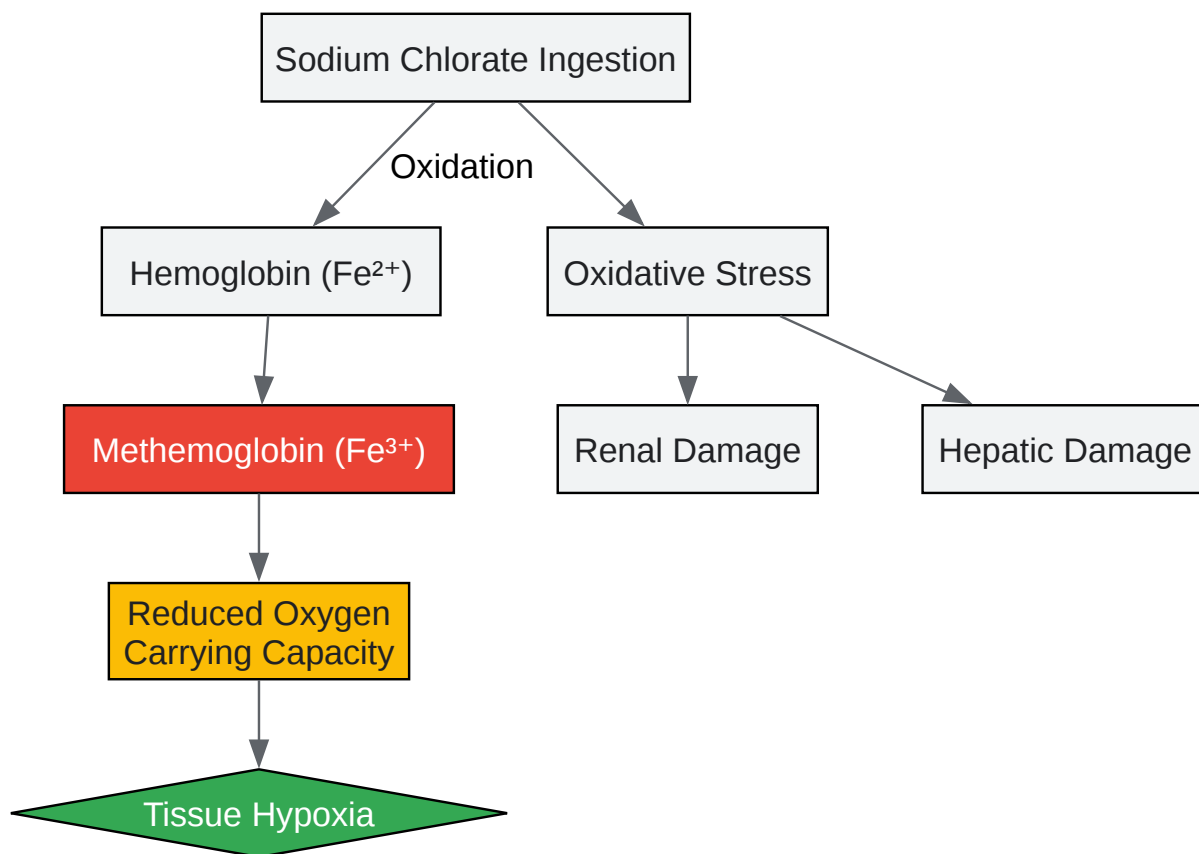 Sodium Chlorate Ingestion
Oxidation
Hemoglobin (Fe²⁺)
Oxidative Stress
Methemoglobin (Fe³⁺)
Renal Damage
Hepatic Damage
Reduced Oxygen
Carrying Capacity
Tissue Hypoxia